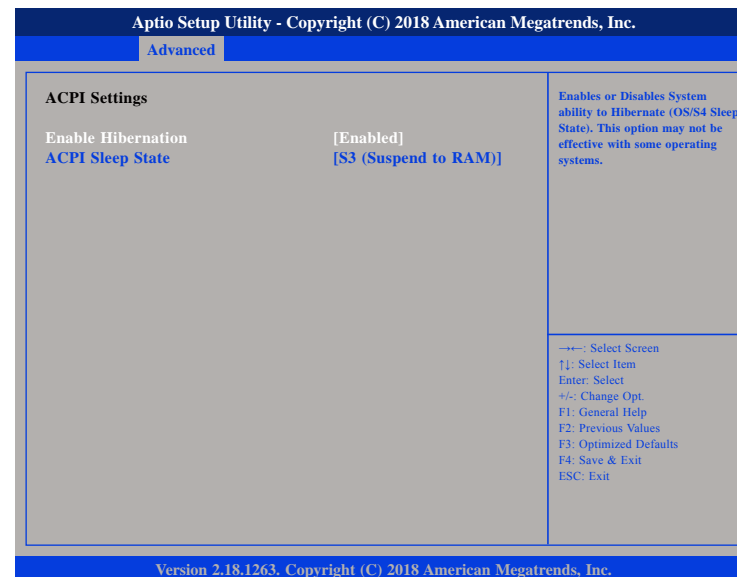 Aptio Setup Utility - Copyright (C) 2018 American Megatrends, Inc.
Advanced
ACPI Settings
Enable Hibernation [Enabled]
ACPI Sleep State [S3 (Suspend to RAM)]
Enables or Disables System
ability to Hibernate (OS/S4 Sleep
State). This option may not be
effective with some operating
systems.
→←: Select Screen
↑↓: Select Item
Enter: Select
+/-: Change Opt.
F1: General Help
F2: Previous Values
F3: Optimized Defaults
F4: Save & Exit
ESC: Exit
Version 2.18.1263. Copyright (C) 2018 American Megatrends, Inc.